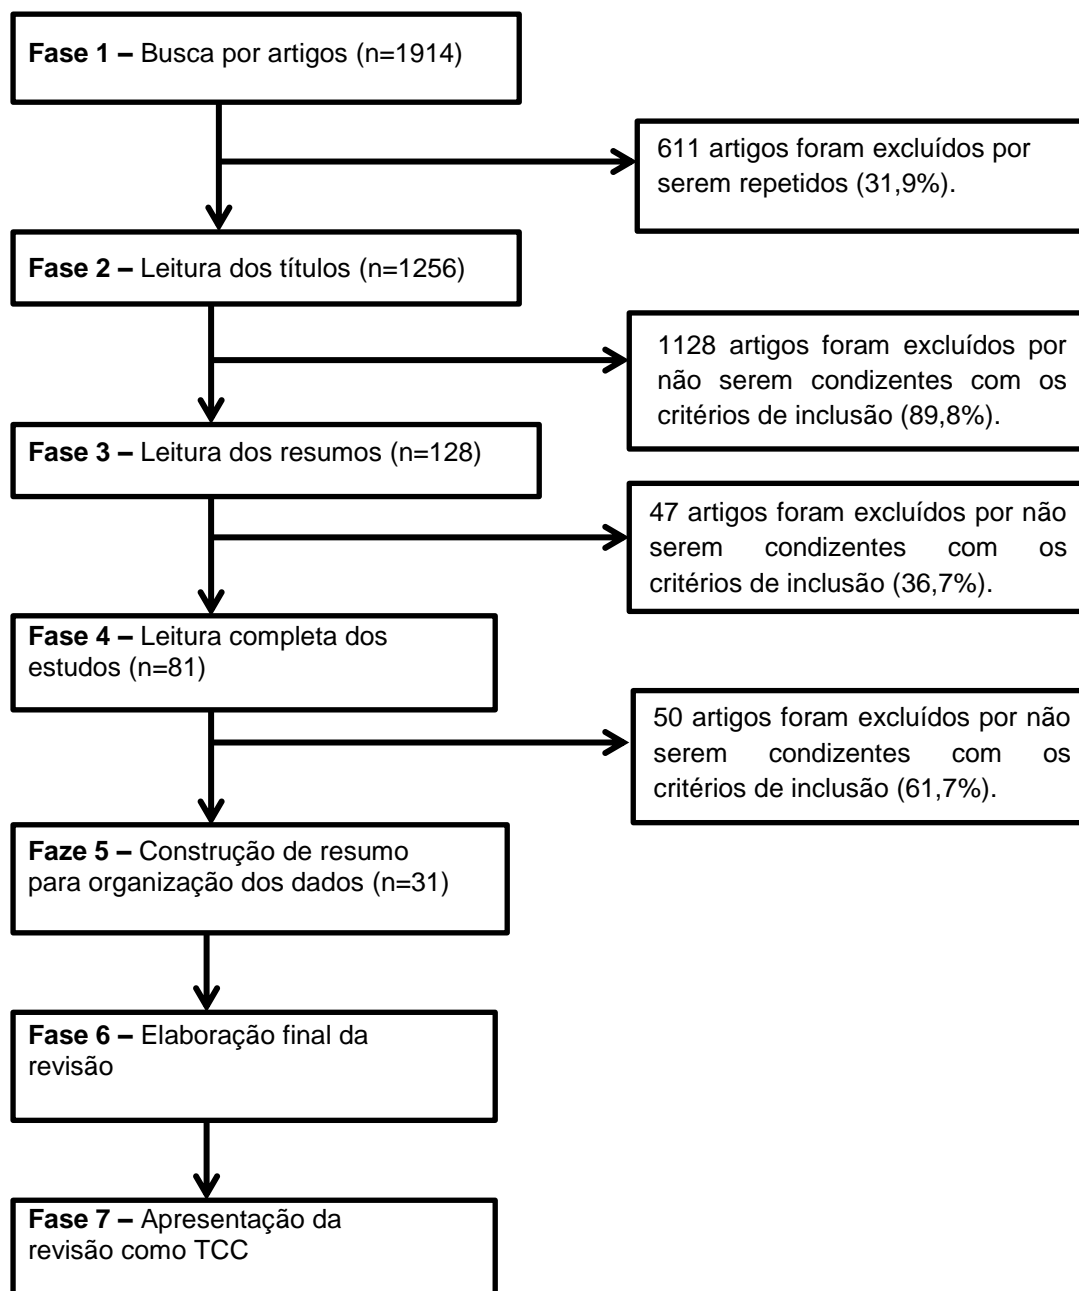 Fase 1 – Busca por artigos (n=1914)
611 artigos foram excluídos por
serem repetidos (31,9%).
Fase 2 – Leitura dos títulos (n=1256)
1128 artigos foram excluídos por
não serem condizentes com os
critérios de inclusão (89,8%).
Fase 3 – Leitura dos resumos (n=128)
47 artigos foram excluídos por não
serem condizentes com os
critérios de inclusão (36,7%).
Fase 4 – Leitura completa dos
estudos (n=81)
50 artigos foram excluídos por não
serem condizentes com os
critérios de inclusão (61,7%).
Faze 5 – Construção de resumo
para organização dos dados (n=31)
Fase 6 – Elaboração final da
revisão
Fase 7 – Apresentação da
revisão como TCC